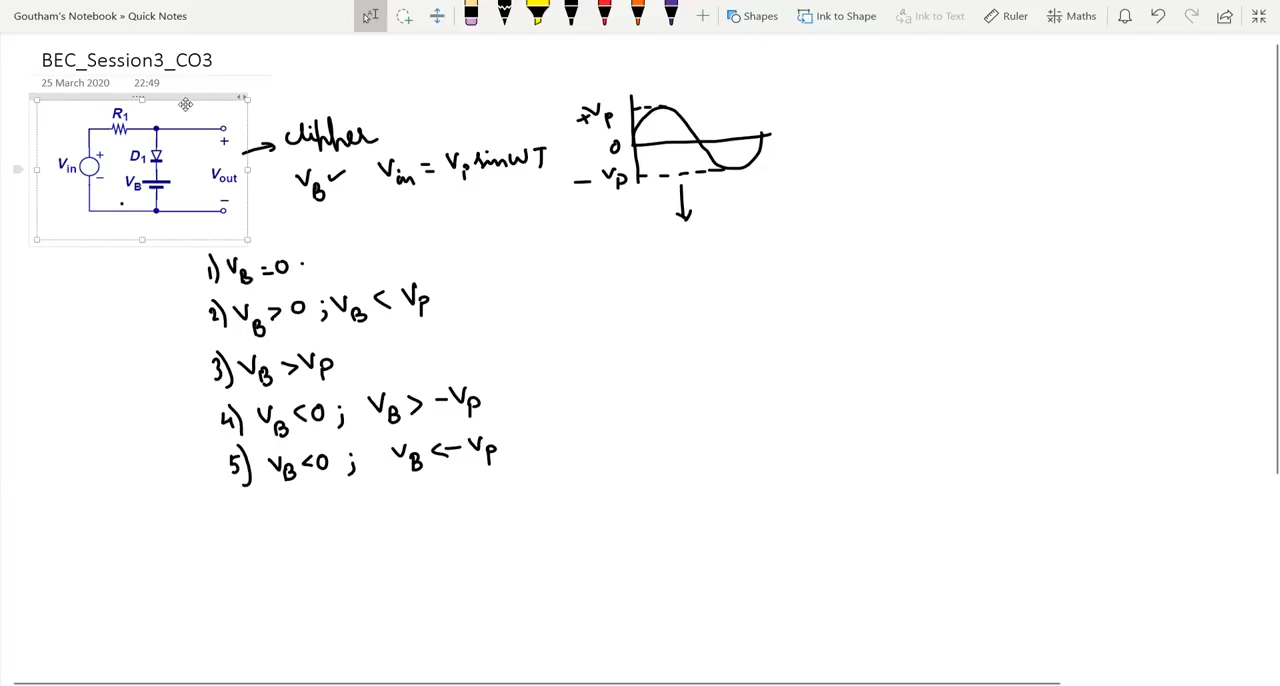 Goutham's Notebook » Quick Notes
Shapes
Ink to Shape
Ink to Text
Ruler
Maths
BEC_Session3_CO3
25 March 2020 22:49
R1
Vin + −
D1
VB
+
Vout
−
clipper
VB ✓ Vin = Vp sinωT
+Vp
0
− Vp
1) VB = 0
2) VB > 0 ; VB < Vp
3) VB > Vp
4) VB < 0 ; VB > −Vp
5) VB < 0 ; VB < −Vp